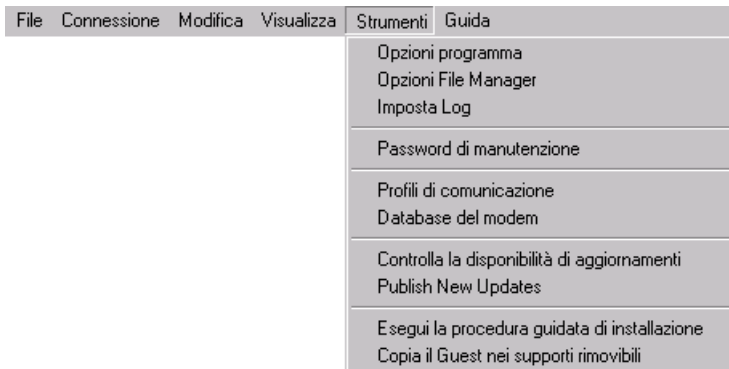 File Connessione Modifica Visualizza Strumenti Guida
Opzioni programma
Opzioni File Manager
Imposta Log
Password di manutenzione
Profili di comunicazione
Database del modem
Controlla la disponibilità di aggiornamenti
Publish New Updates
Esegui la procedura guidata di installazione
Copia il Guest nei supporti rimovibili